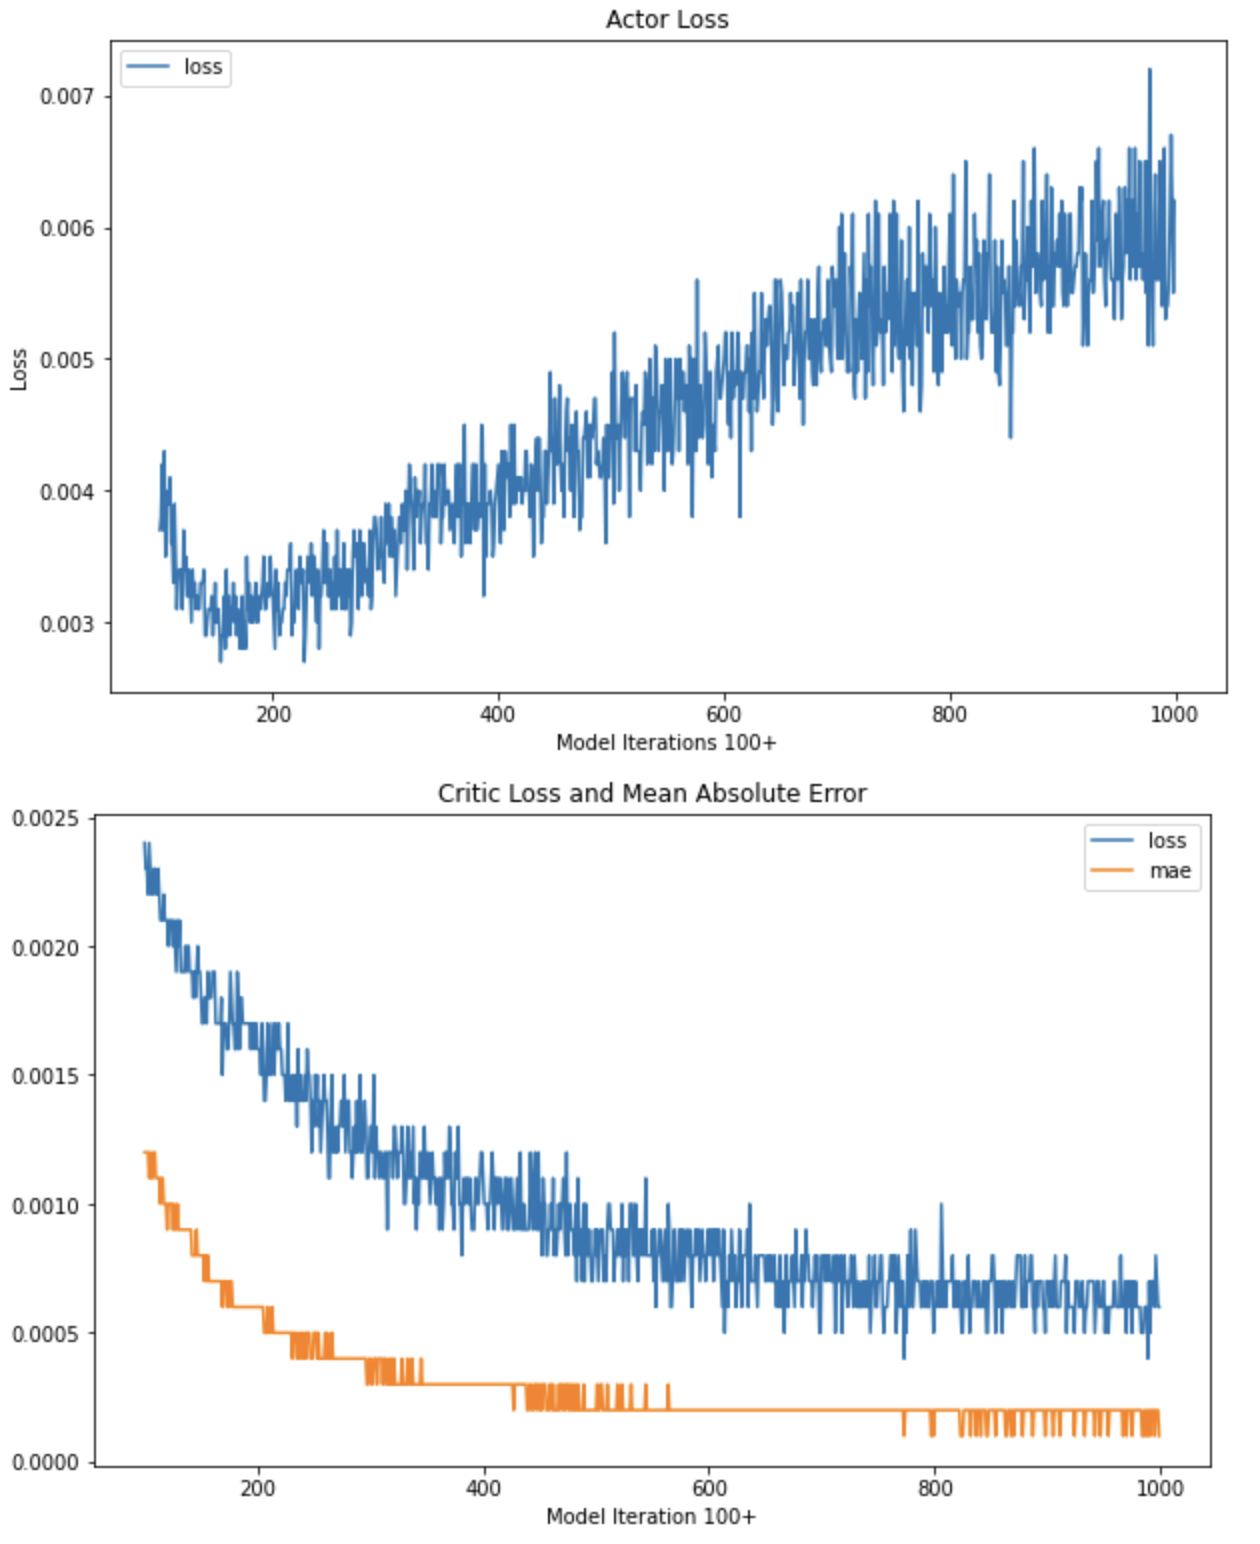 Actor Loss
loss
0.007
0.006
0.005
0.004
0.003
Loss
200 400 600 800 1000
Model Iterations 100+
Critic Loss and Mean Absolute Error
loss
mae
0.0025
0.0020
0.0015
0.0010
0.0005
0.0000
200 400 600 800 1000
Model Iteration 100+